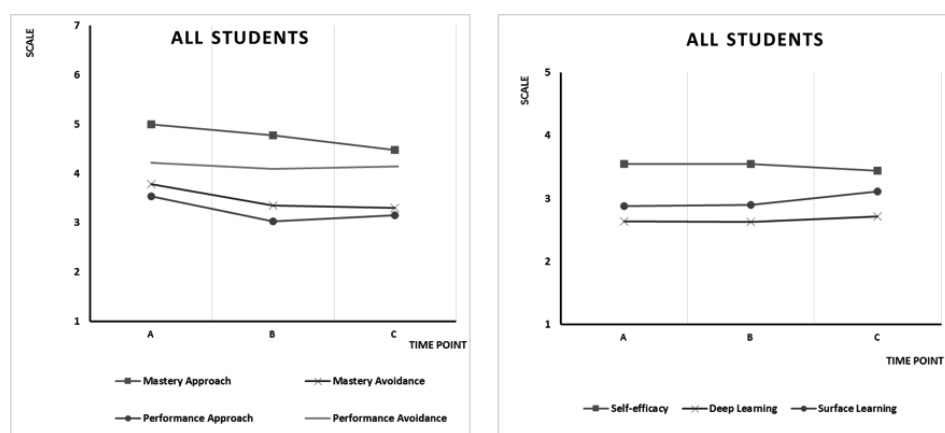 ALL STUDENTS
SCALE
7
6
5
4
3
2
1
A B C
TIME POINT
Mastery Approach Mastery Avoidance
Performance Approach Performance Avoidance
ALL STUDENTS
SCALE
5
4
3
2
1
A B C
TIME POINT
Self-efficacy Deep Learning Surface Learning